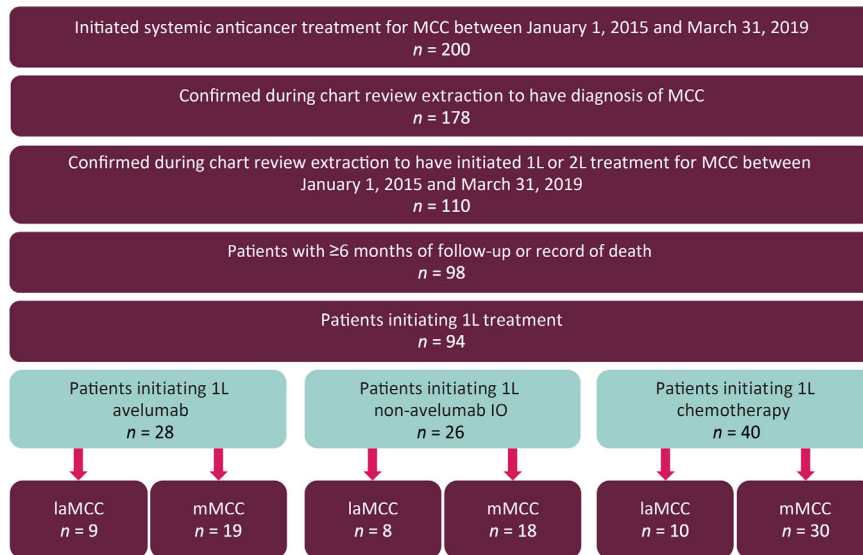 Initiated systemic anticancer treatment for MCC between January 1, 2015 and March 31, 2019
n = 200
Confirmed during chart review extraction to have diagnosis of MCC
n = 178
Confirmed during chart review extraction to have initiated 1L or 2L treatment for MCC between
January 1, 2015 and March 31, 2019
n = 110
Patients with ≥6 months of follow-up or record of death
n = 98
Patients initiating 1L treatment
n = 94
Patients initiating 1L
avelumab
n = 28
Patients initiating 1L
non-avelumab IO
n = 26
Patients initiating 1L
chemotherapy
n = 40
laMCC
n = 9
mMCC
n = 19
laMCC
n = 8
mMCC
n = 18
laMCC
n = 10
mMCC
n = 30